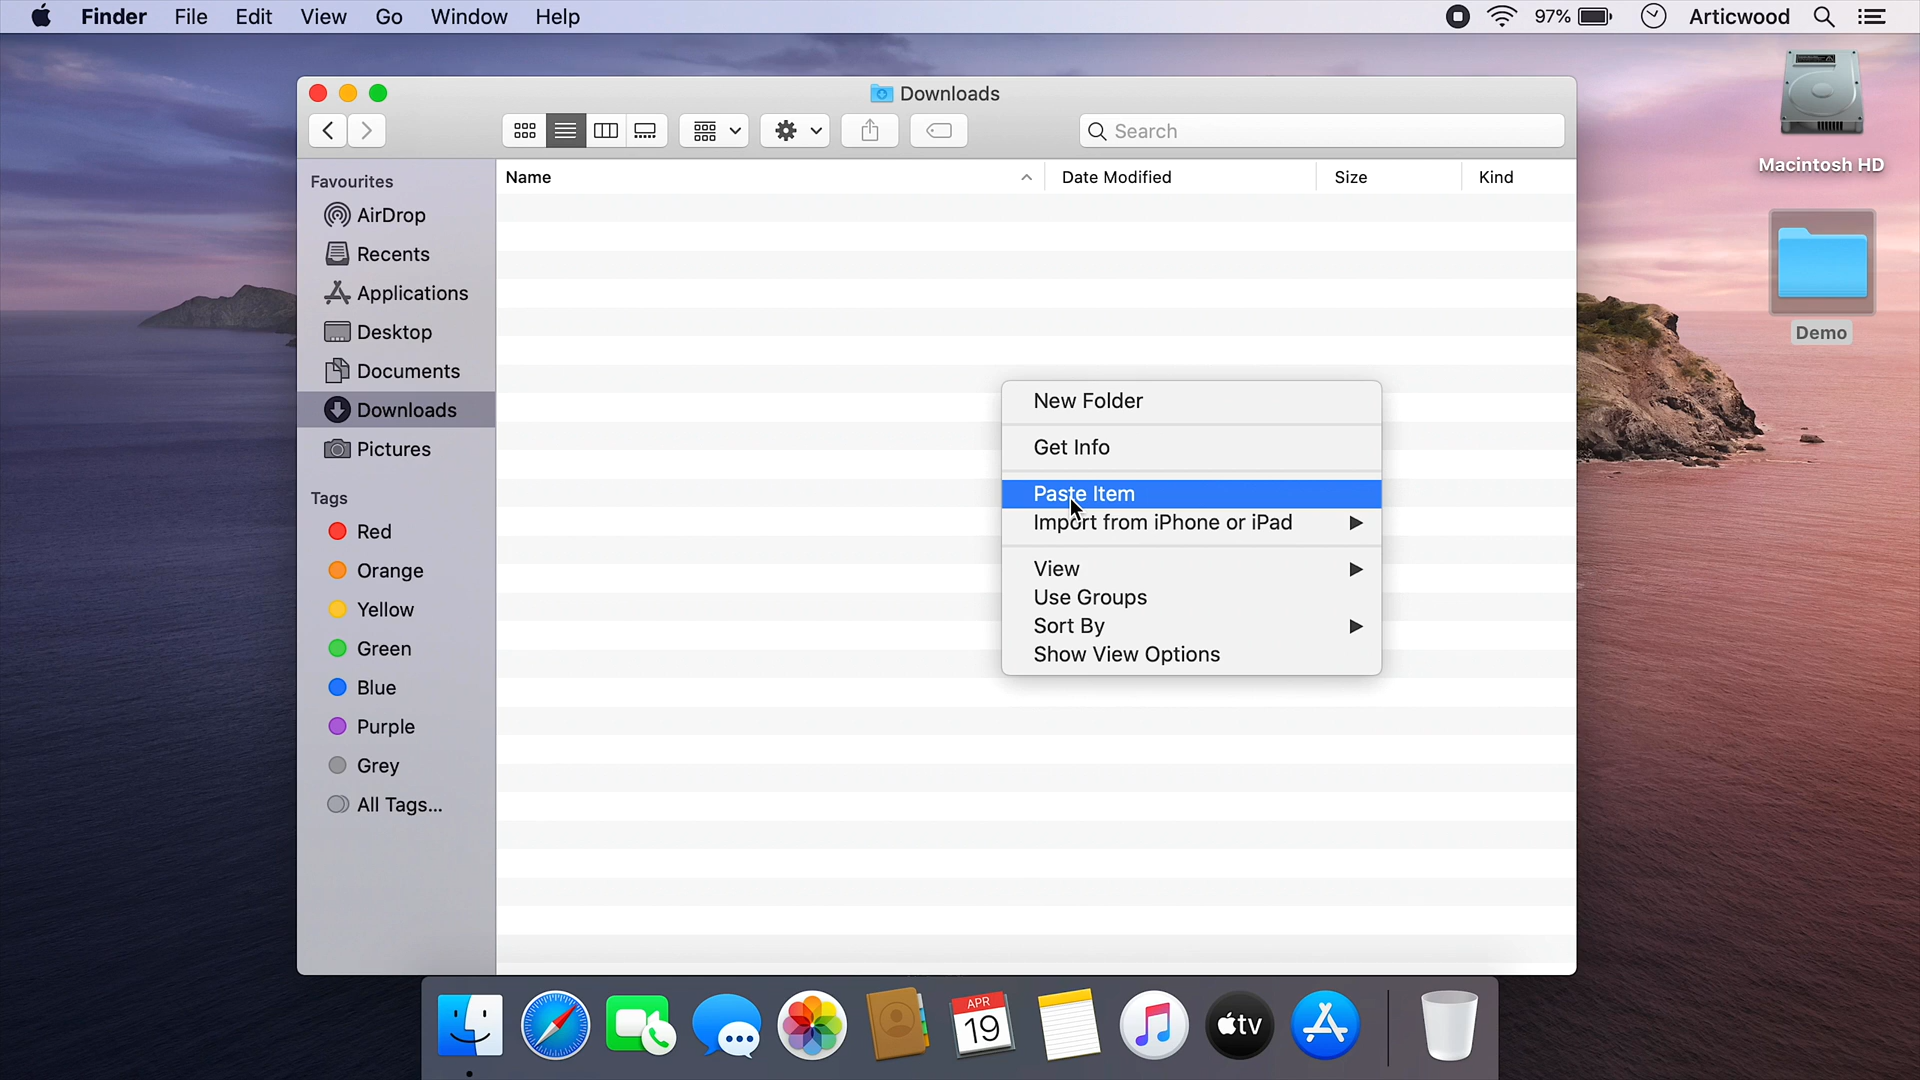 Finder File Edit View Go Window Help 97% Articwood
Downloads
Search
Macintosh HD
Demo
Favourites
AirDrop
Recents
Applications
Desktop
Documents
Downloads
Pictures
Tags
Red
Orange
Yellow
Green
Blue
Purple
Grey
All Tags...
Name Date Modified Size Kind
New Folder
Get Info
Paste Item
Import from iPhone or iPad
View
Use Groups
Sort By
Show View Options
APR
19
tv